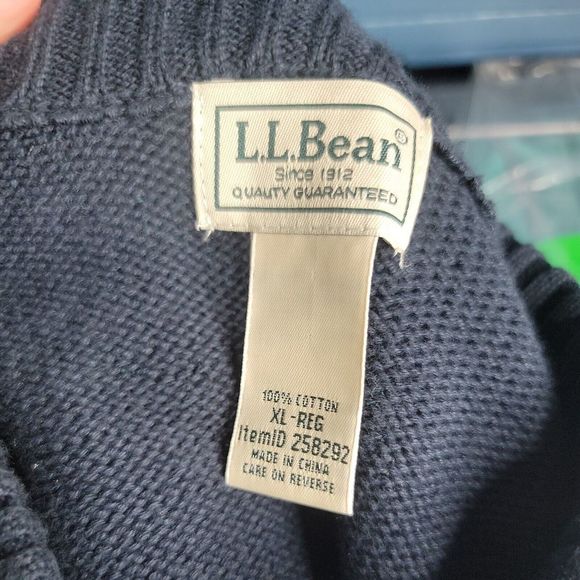 L.L.Bean®
Since 1912
QUALITY GUARANTEED
100% COTTON
XL-REG
ItemID 258292
MADE IN CHINA
CARE ON REVERSE